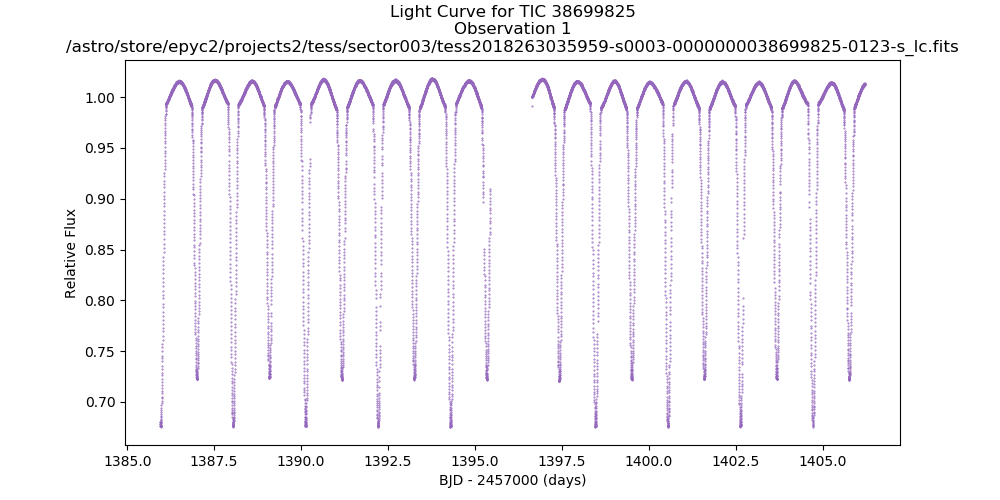 Light Curve for TIC 38699825
Observation 1
/astro/store/epyc2/projects2/tess/sector003/tess2018263035959-s0003-0000000038699825-0123-s_lc.fits
1.00
0.95
0.90
0.85
0.80
0.75
0.70
Relative Flux
1385.0 1387.5 1390.0 1392.5 1395.0 1397.5 1400.0 1402.5 1405.0
BJD - 2457000 (days)